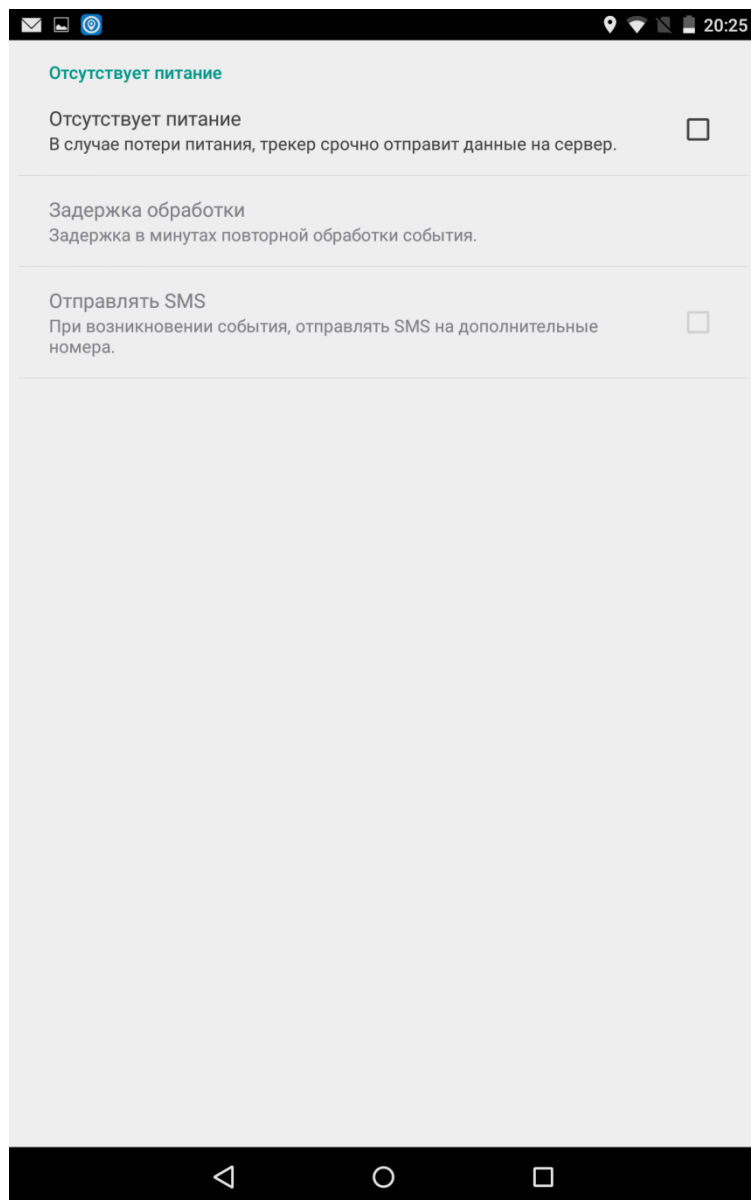 20:25
Отсутствует питание
Отсутствует питание
В случае потери питания, трекер срочно отправит данные на сервер.
Задержка обработки
Задержка в минутах повторной обработки события.
Отправлять SMS
При возникновении события, отправлять SMS на дополнительные
номера.